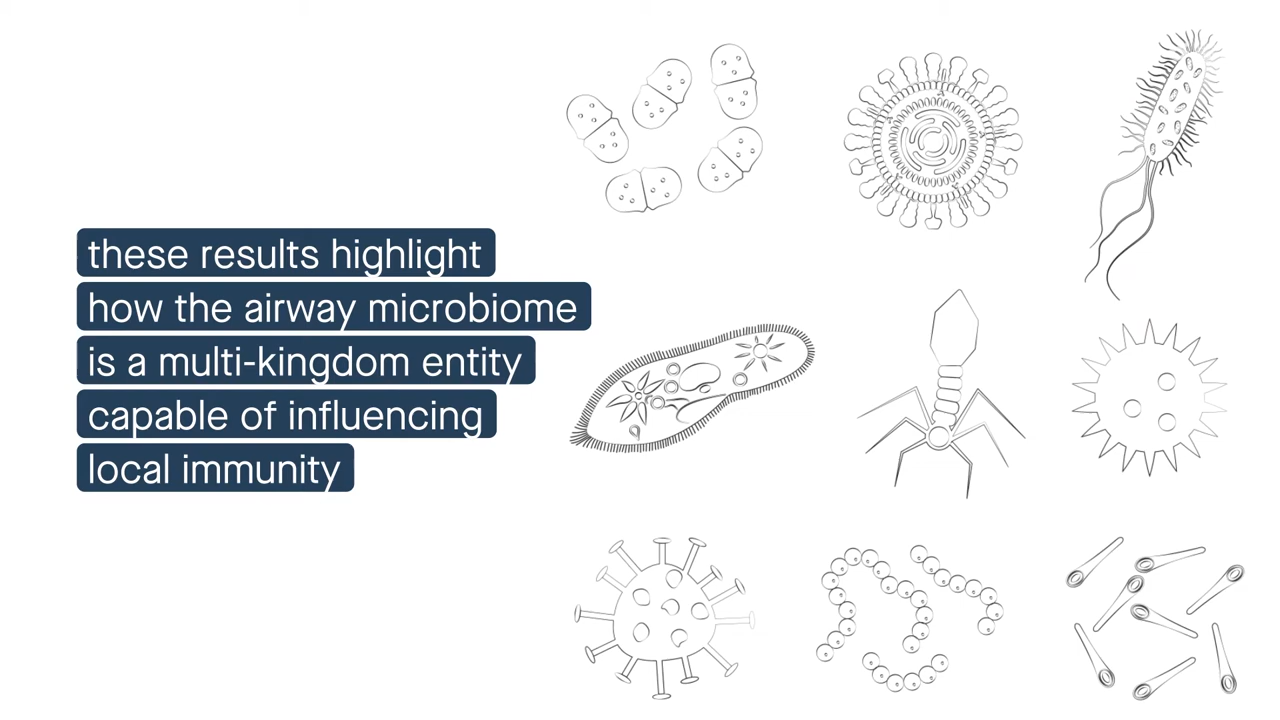 these results highlight
how the airway microbiome
is a multi-kingdom entity
capable of influencing
local immunity